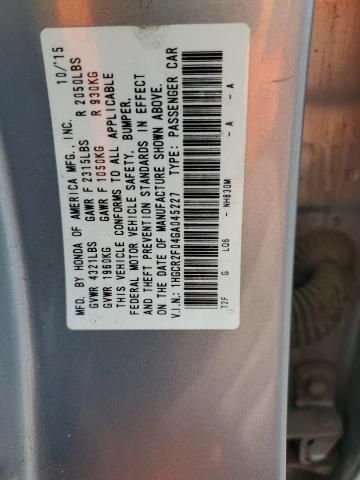 MFD. BY HONDA OF AMERICA MFG., INC. 10/'15
GVWR 4321LBS GAWR F 2315LBS R 2050LBS
GVWR 1960KG GAWR F 1050KG R 930KG
THIS VEHICLE CONFORMS TO ALL APPLICABLE
FEDERAL MOTOR VEHICLE SAFETY, BUMPER,
AND THEFT PREVENTION STANDARDS IN EFFECT
ON THE DATE OF MANUFACTURE SHOWN ABOVE.
V.I.N.: 1HGCR2F04GA045227 TYPE: PASSENGER CAR
T2F G LC6 - NH830M - A - A